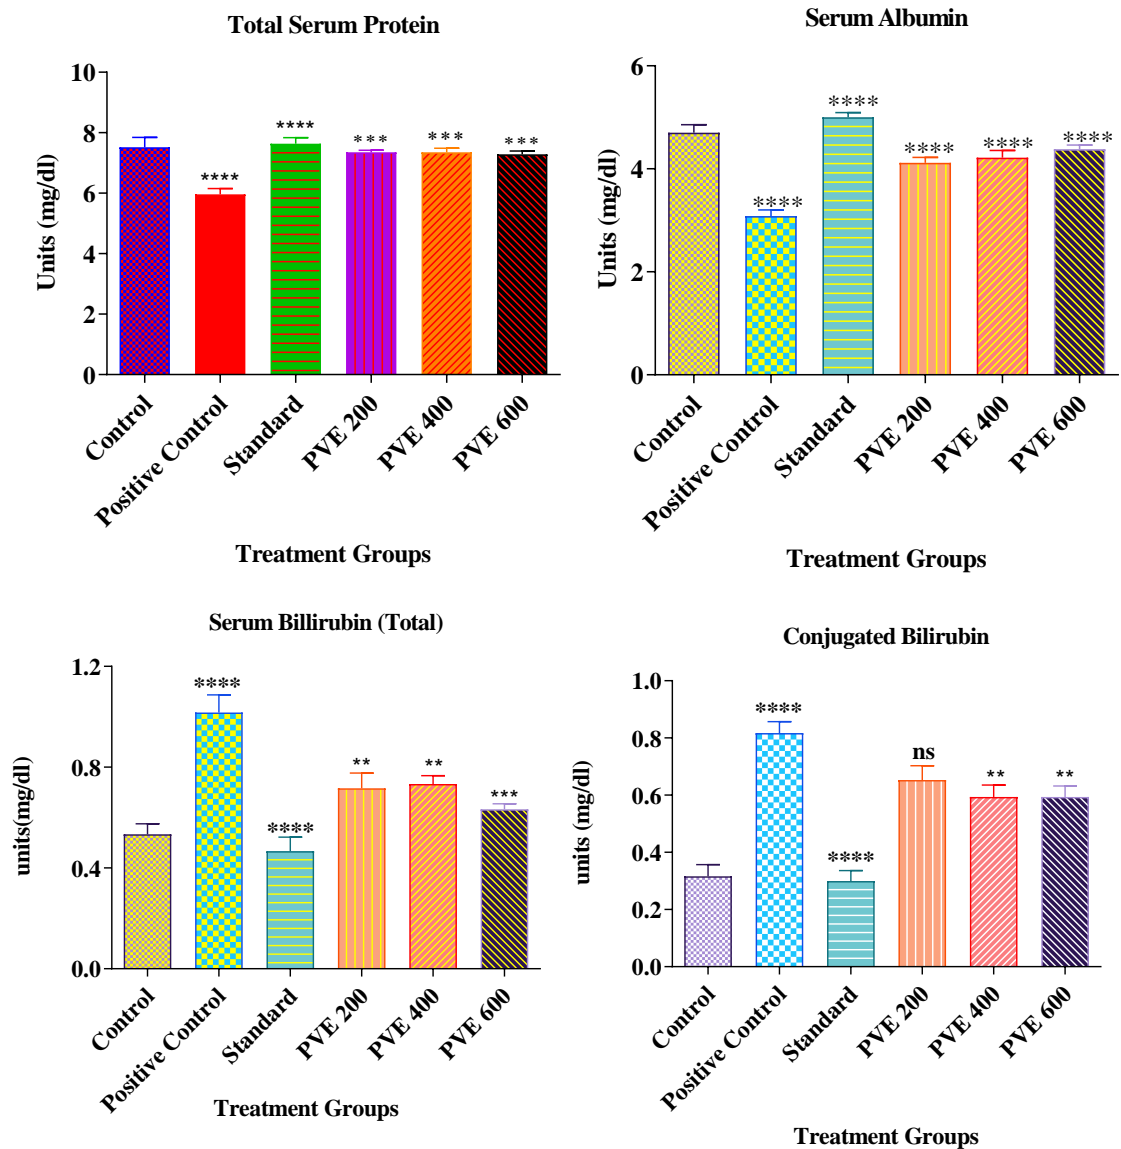 Total Serum Protein
Units (mg/dl)
10
8
6
4
2
0
****
****
***
***
***
Control
Positive Control
Standard
PVE 200
PVE 400
PVE 600
Treatment Groups
Serum Albumin
Units (mg/dl)
6
4
2
0
****
****
****
****
****
Control
Positive Control
Standard
PVE 200
PVE 400
PVE 600
Treatment Groups
Serum Billirubin (Total)
units(mg/dl)
1.2
0.8
0.4
0.0
****
****
**
**
***
Control
Positive Control
Standard
PVE 200
PVE 400
PVE 600
Treatment Groups
Conjugated Bilirubin
units (mg/dl)
1.0
0.8
0.6
0.4
0.2
0.0
****
****
ns
**
**
Control
Positive Control
Standard
PVE 200
PVE 400
PVE 600
Treatment Groups